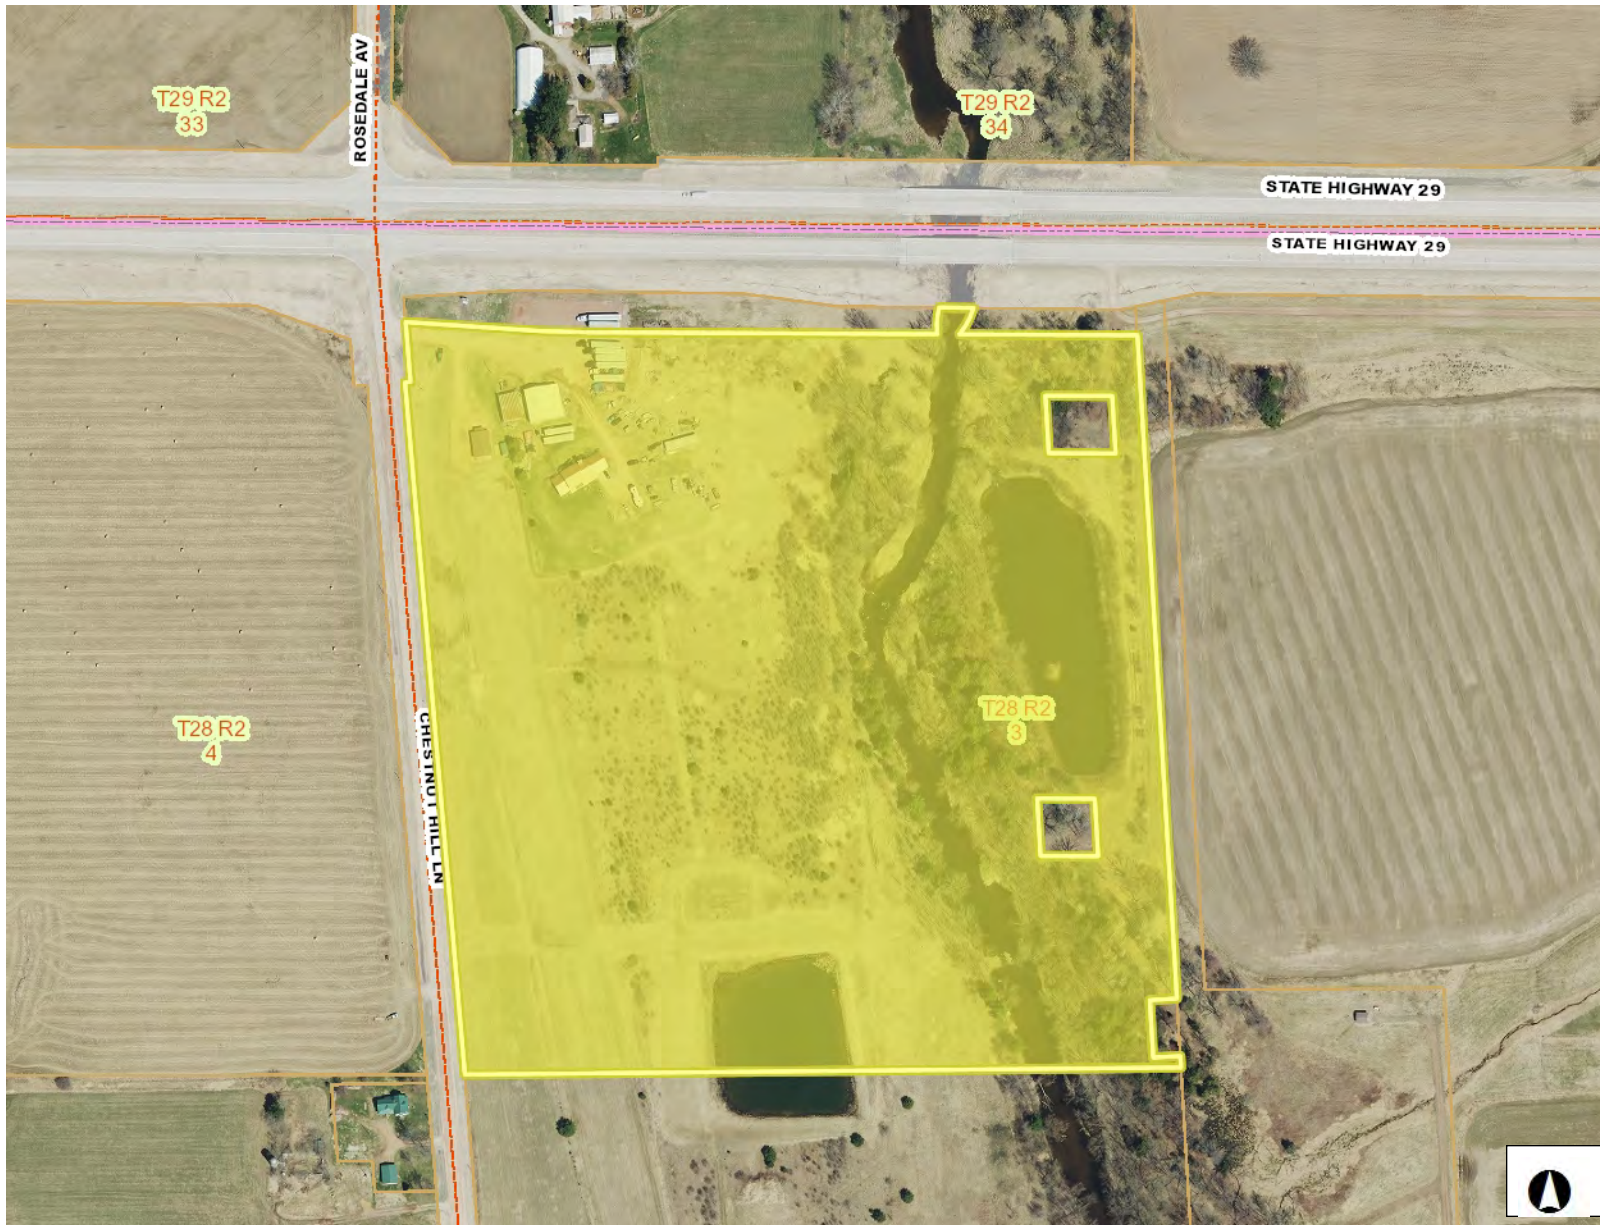 ROSEDALE AV
T29 R2
33
T29 R2
34
STATE HIGHWAY 29
STATE HIGHWAY 29
T28 R2
4
CHESTNUT HILL LN
T28 R2
3